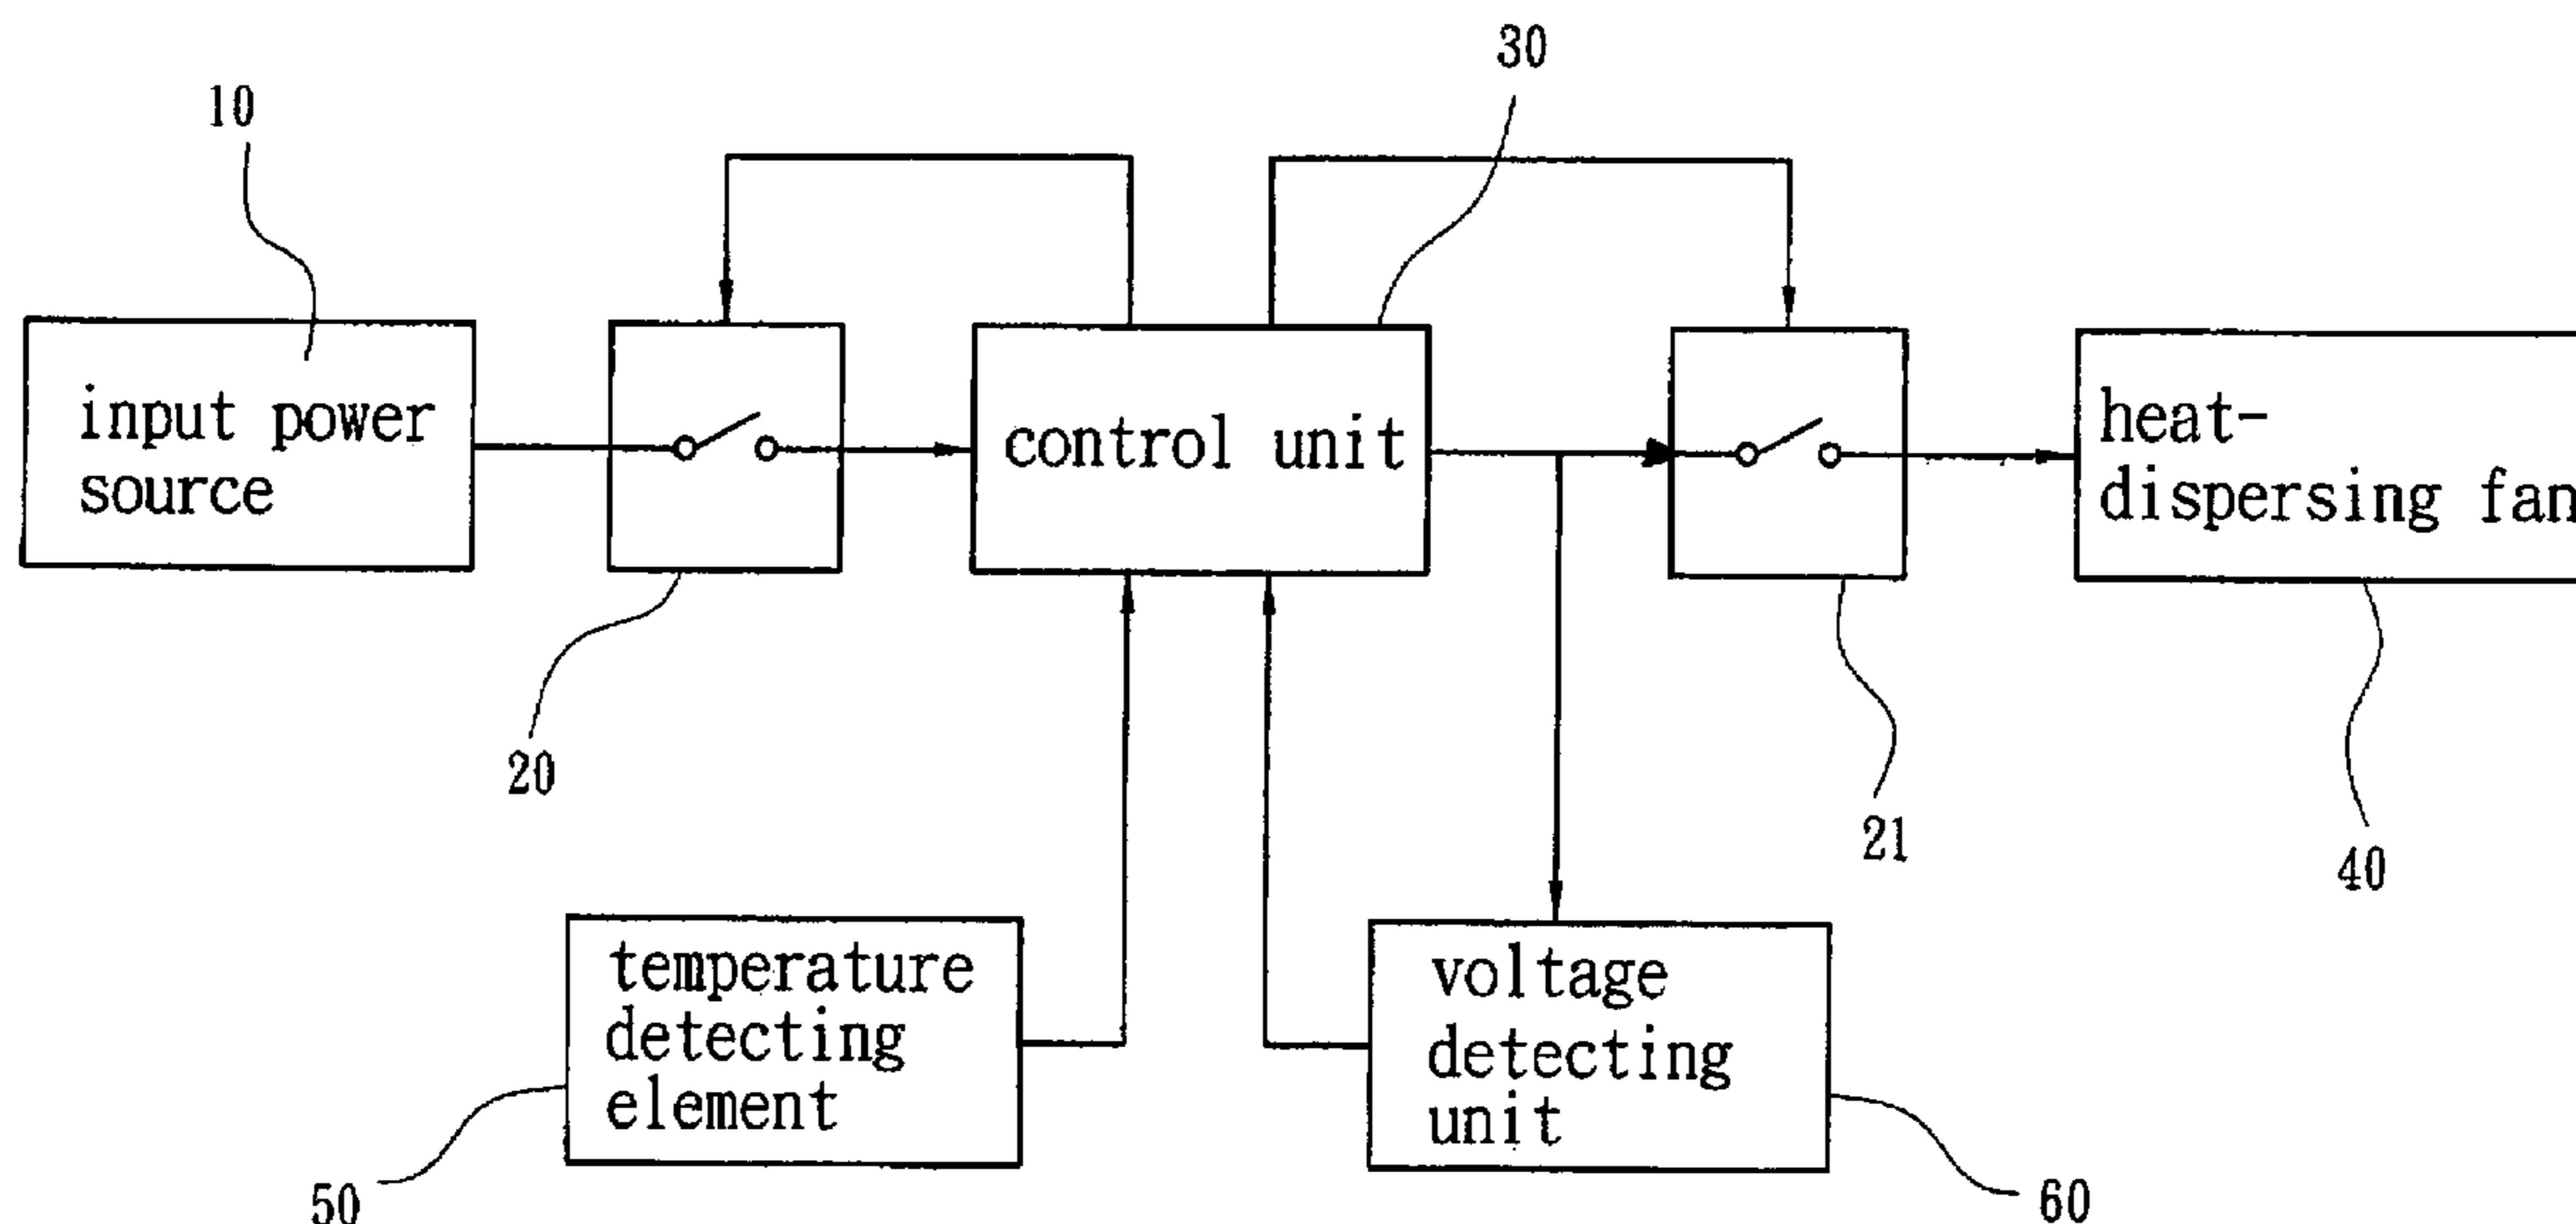 30
10
input power
source
control unit
heat-
dispersing fan
20
21
40
temperature
detecting
element
voltage
detecting
unit
50
60